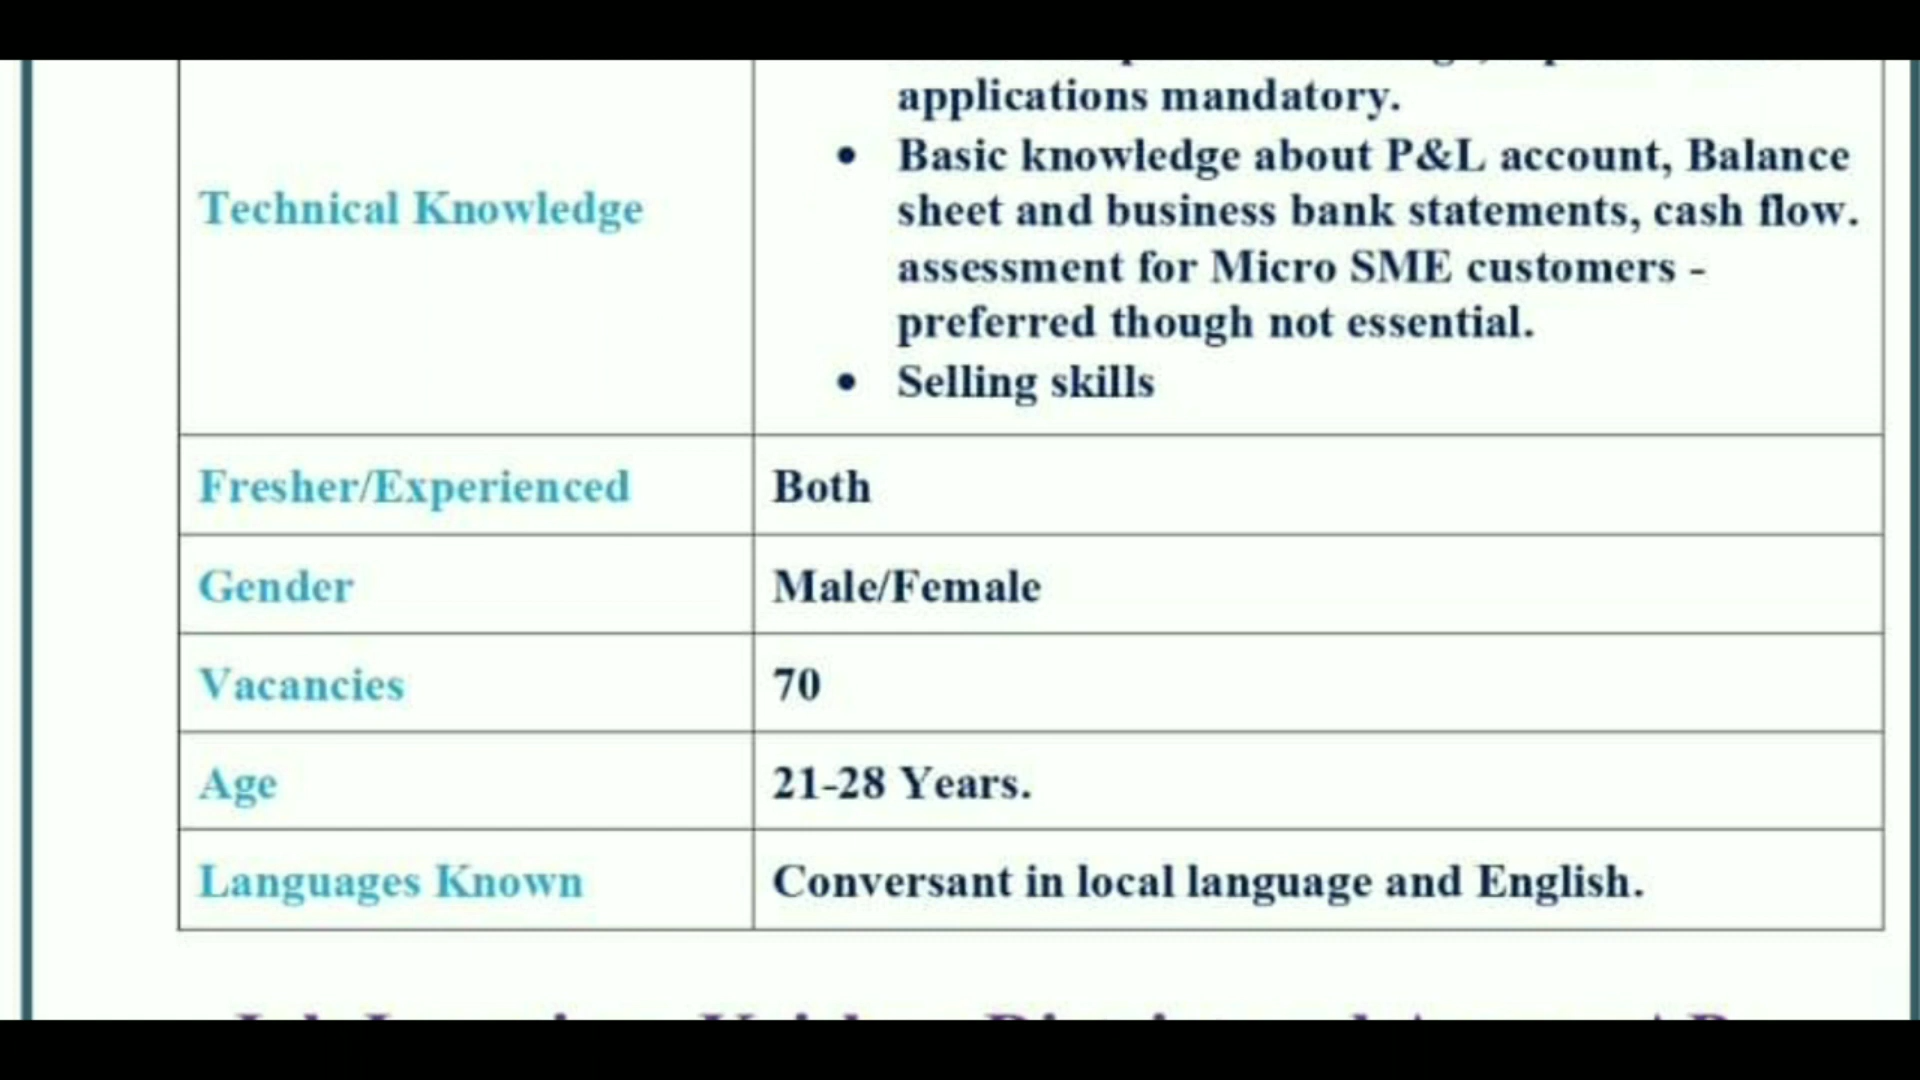 applications mandatory.
Technical Knowledge
• Basic knowledge about P&L account, Balance
sheet and business bank statements, cash flow.
assessment for Micro SME customers -
preferred though not essential.
• Selling skills
Fresher/Experienced Both
Gender Male/Female
Vacancies 70
Age 21-28 Years.
Languages Known Conversant in local language and English.